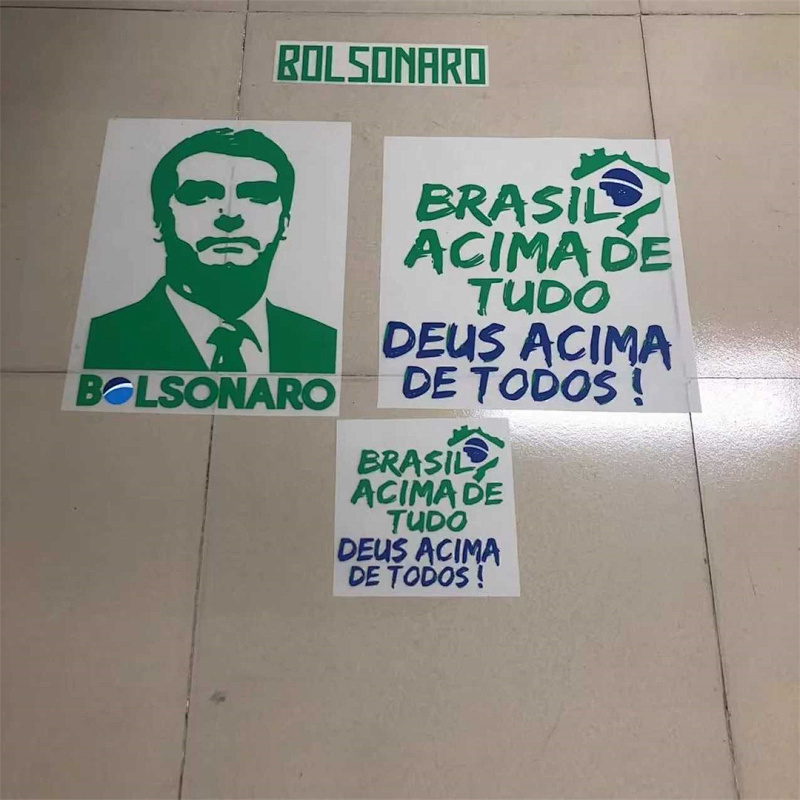 BOLSONARO
BOLSONARO
BRASIL
ACIMA DE
TUDO
DEUS ACIMA
DE TODOS !
BRASIL
ACIMA DE
TUDO
DEUS ACIMA
DE TODOS !